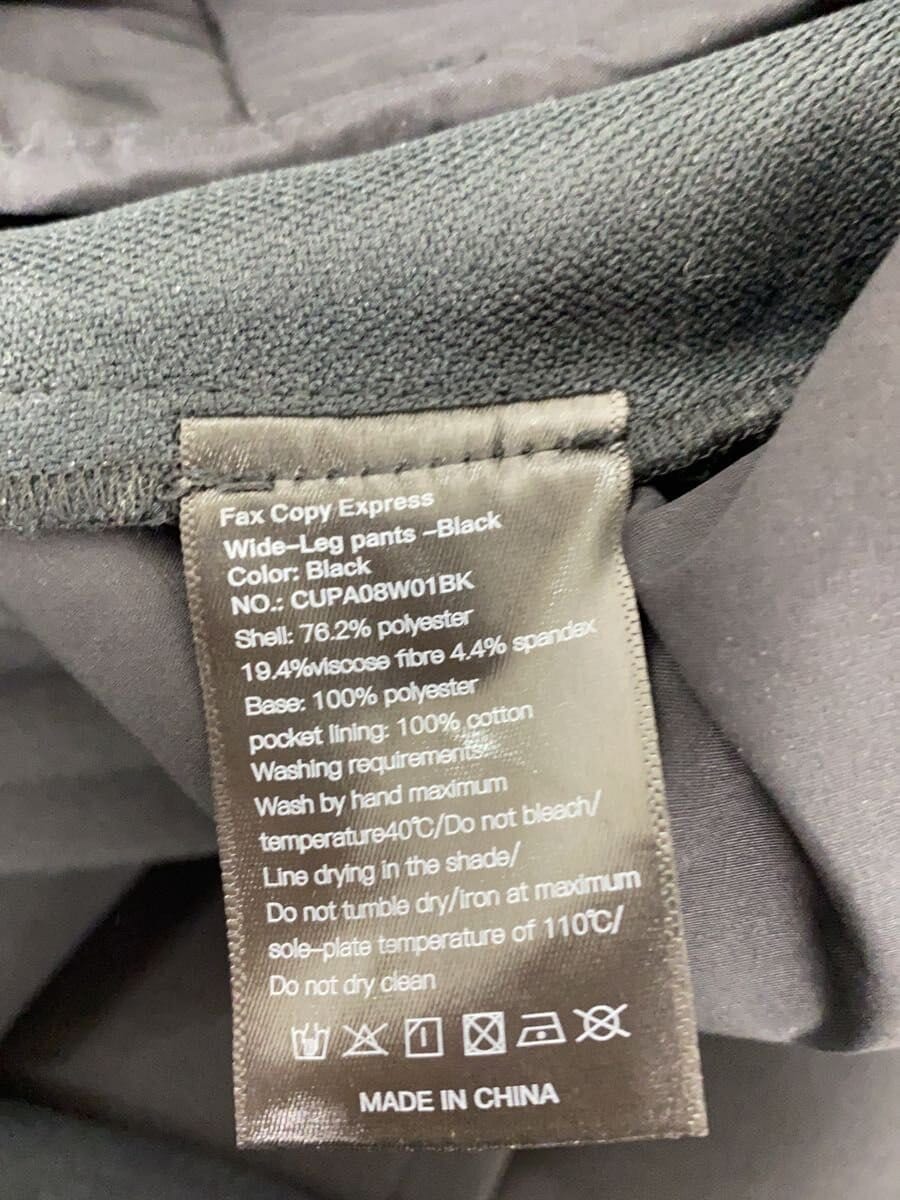 Fax Copy Express
Wide-Leg pants -Black
Color: Black
NO.: CUPA08W01BK
Shell: 76.2% polyester
19.4%viscose fibre 4.4% spandex
Base: 100% polyester
pocket lining: 100% cotton
Washing requirements:
Wash by hand maximum
temperature40℃/Do not bleach/
Line drying in the shade/
Do not tumble dry/iron at maximum
sole-plate temperature of 110℃/
Do not dry clean
MADE IN CHINA